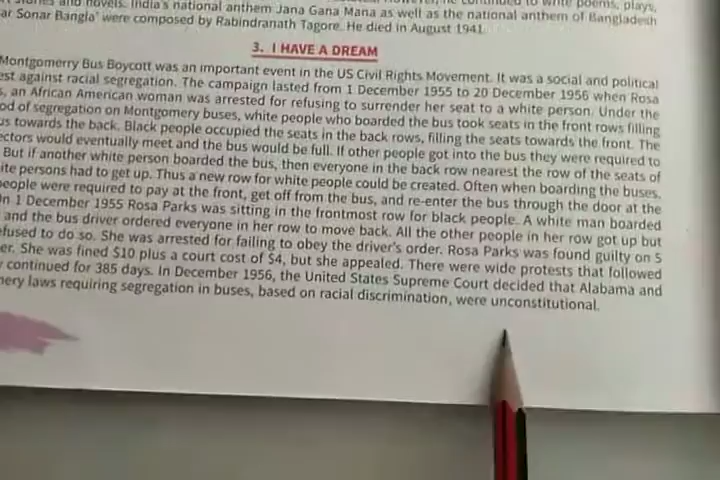 and novels. India's national anthem Jana Gana Mana as well as the national anthem of Bangladesh
ar Sonar Bangla' were composed by Rabindranath Tagore. He died in August 1941.
3. I HAVE A DREAM
Montgomery Bus Boycott was an important event in the US Civil Rights Movement. It was a social and political
est against racial segregation. The campaign lasted from 1 December 1955 to 20 December 1956 when Rosa
s, an African American woman was arrested for refusing to surrender her seat to a white person. Under the
od of segregation on Montgomery buses, white people who boarded the bus took seats in the front rows filling
us towards the back. Black people occupied the seats in the back rows, filling the seats towards the front. The
ectors would eventually meet and the bus would be full. If other people got into the bus they were required to
But if another white person boarded the bus, then everyone in the back row nearest the row of the seats of
ite persons had to get up. Thus a new row for white people could be created. Often when boarding the buses,
eople were required to pay at the front, get off from the bus, and re-enter the bus through the door at the
On 1 December 1955 Rosa Parks was sitting in the frontmost row for black people. A white man boarded
and the bus driver ordered everyone in her row to move back. All the other people in her row got up but
efused to do so. She was arrested for failing to obey the driver's order. Rosa Parks was found guilty on 5
er. She was fined $10 plus a court cost of $4, but she appealed. There were wide protests that followed
continued for 385 days. In December 1956, the United States Supreme Court decided that Alabama and
mery laws requiring segregation in buses, based on racial discrimination, were unconstitutional.